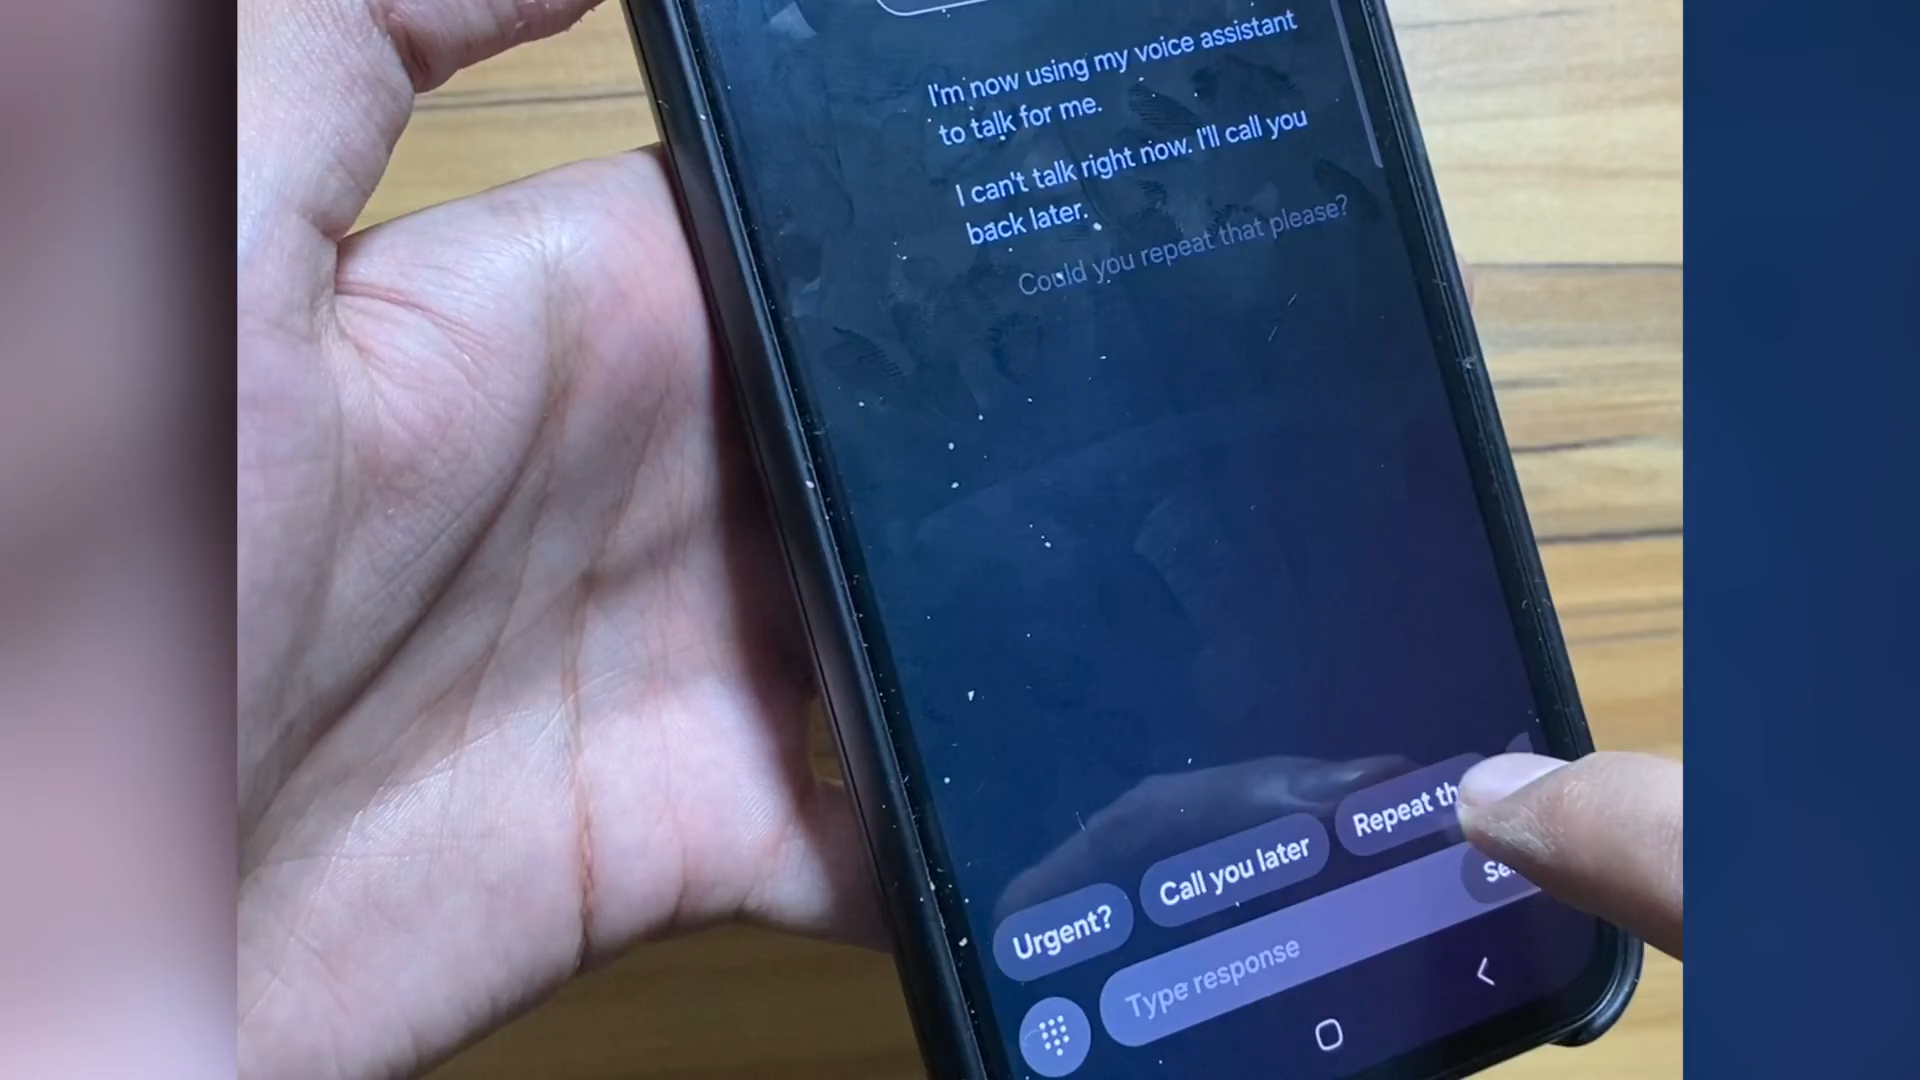 I'm now using my voice assistant
to talk for me.
I can't talk right now. I'll call you
back later.
Could you repeat that please?
Urgent?
Call you later
Repeat
Type response